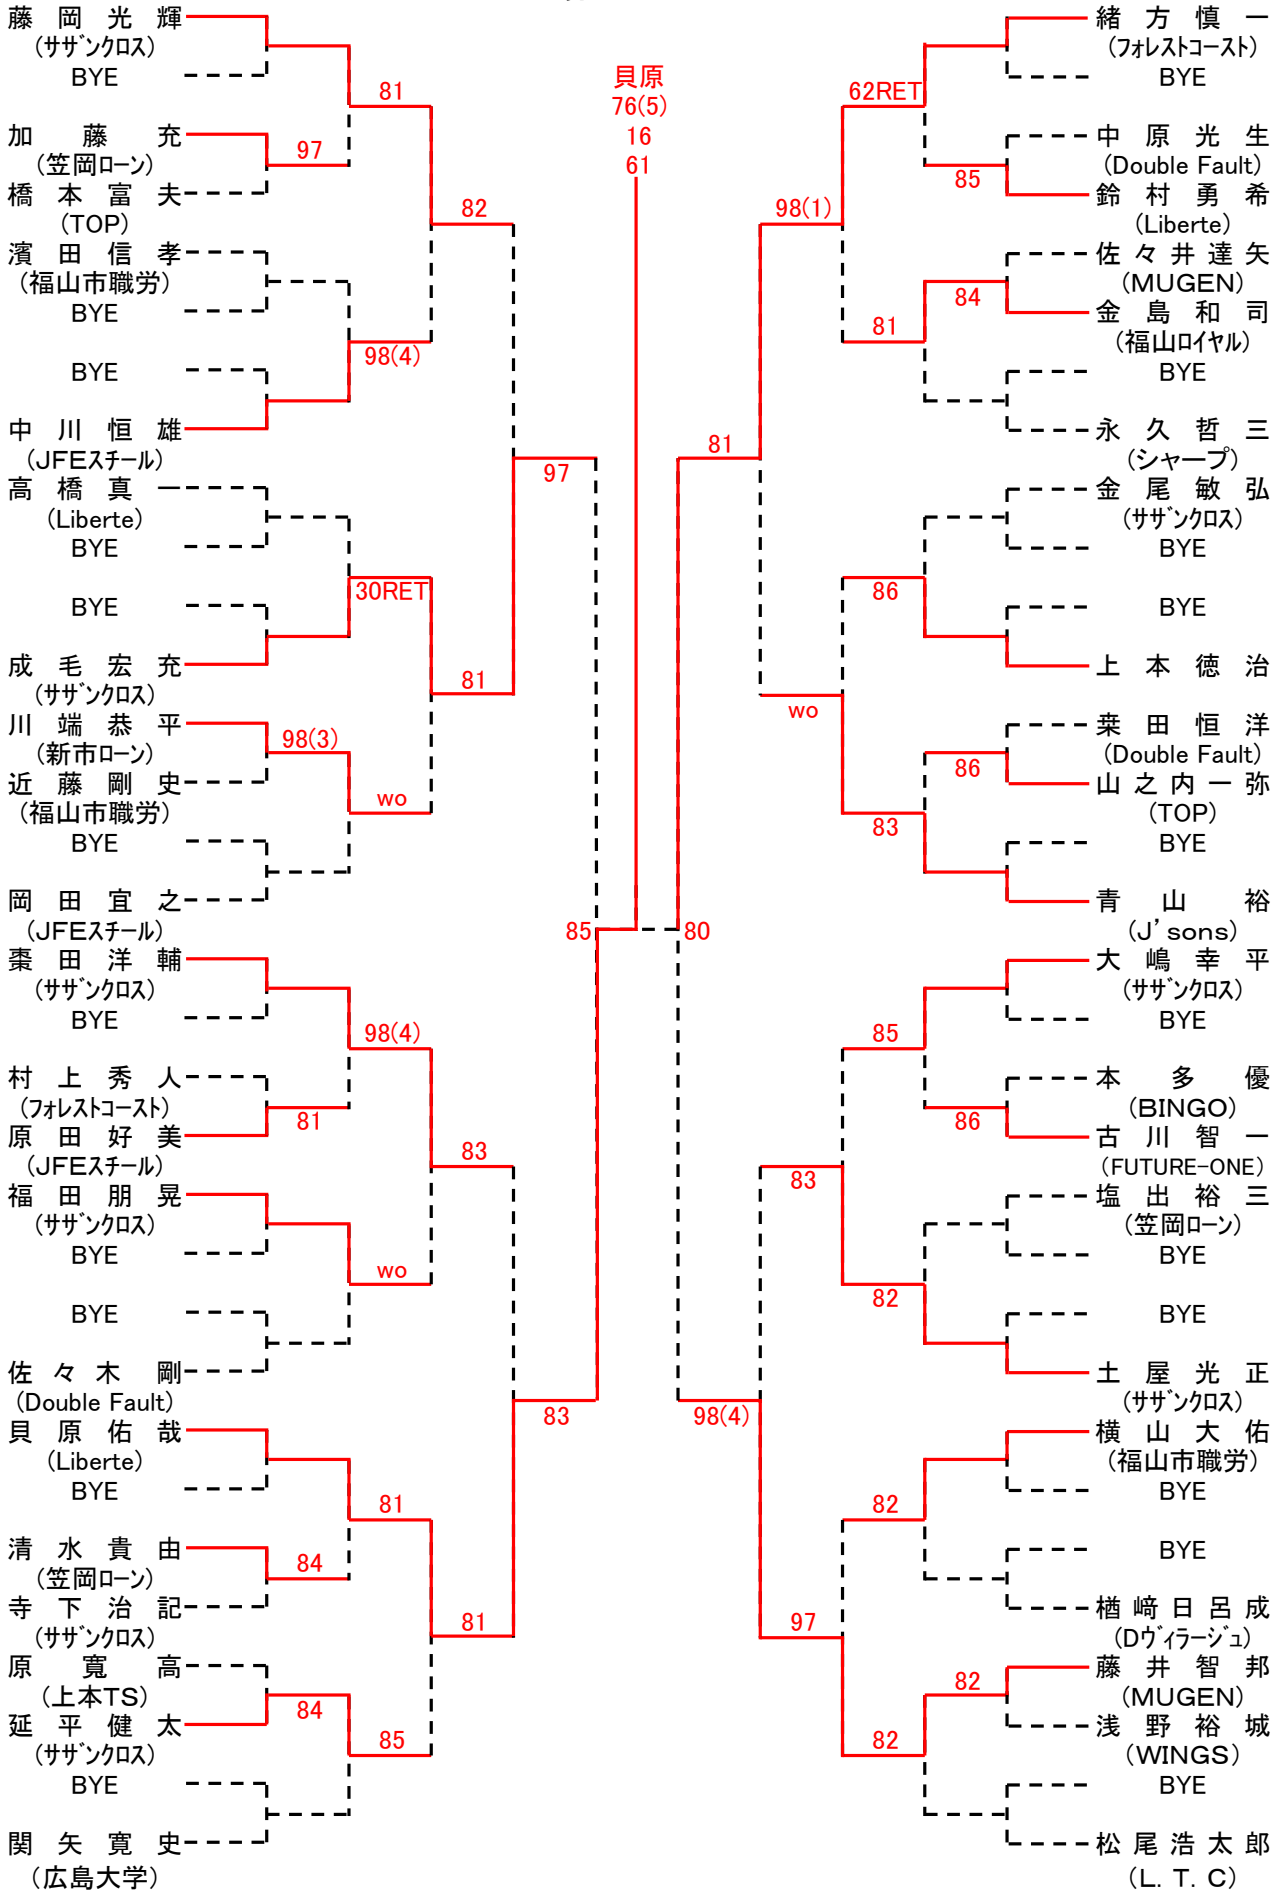 藤岡光輝
(サザンクロス)
BYE
加藤充
(笠岡ローン)
橋本富夫
(TOP)
濱田信孝
(福山市職労)
BYE
BYE
中川恒雄
(JFEスチール)
高橋真一
(Liberte)
BYE
BYE
成毛宏充
(サザンクロス)
川端恭平
(新市ローン)
近藤剛史
(福山市職労)
BYE
岡田宜之
(JFEスチール)
棗田洋輔
(サザンクロス)
BYE
村上秀人
(フォレストコースト)
原田好美
(JFEスチール)
福田朋晃
(サザンクロス)
BYE
BYE
佐々木剛
(Double Fault)
貝原佑哉
(Liberte)
BYE
清水貴由
(笠岡ローン)
寺下治記
(サザンクロス)
原寛高
(上本TS)
延平健太
(サザンクロス)
BYE
関矢寛史
(広島大学)
97
98(3)
81
84
84
81
98(4)
30RET
wo
98(4)
wo
81
85
82
81
83
81
97
83
85
貝原
76(5)
16
61
80
81
98(4)
98(1)
wo
83
97
62RET
81
86
83
85
82
82
82
85
84
86
86
82
緒方慎一
(フォレストコースト)
BYE
中原光生
(Double Fault)
鈴村勇希
(Liberte)
佐々井達矢
(MUGEN)
金島和司
(福山ロイヤル)
BYE
永久哲三
(シャープ)
金尾敏弘
(サザンクロス)
BYE
BYE
上本徳治
桒田恒洋
(Double Fault)
山之内一弥
(TOP)
BYE
青山裕
(J'sons)
大嶋幸平
(サザンクロス)
BYE
本多優
(BINGO)
古川智一
(FUTURE-ONE)
塩出裕三
(笠岡ローン)
BYE
BYE
土屋光正
(サザンクロス)
横山大佑
(福山市職労)
BYE
BYE
楢﨑日呂成
(Dヴィラージュ)
藤井智邦
(MUGEN)
浅野裕城
(WINGS)
BYE
松尾浩太郎
(L.T.C)